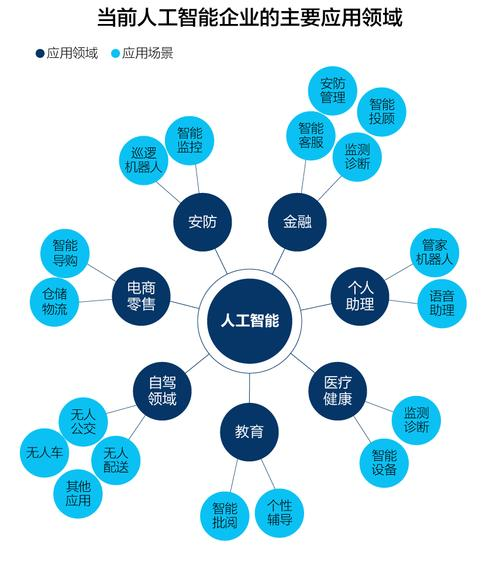 当前人工智能企业的主要应用领域
应用领域 应用场景
安防
管理
智能
投顾
智能
客服
监测
诊断
智能
监控
巡逻
机器人
安防
金融
智能
导购
仓储
物流
电商
零售
管家
机器人
语音
助理
个人
助理
人工智能
自驾
领域
医疗
健康
无人
公交
无人车
无人
配送
其他
应用
教育
监测
诊断
智能
设备
智能
批阅
个性
辅导